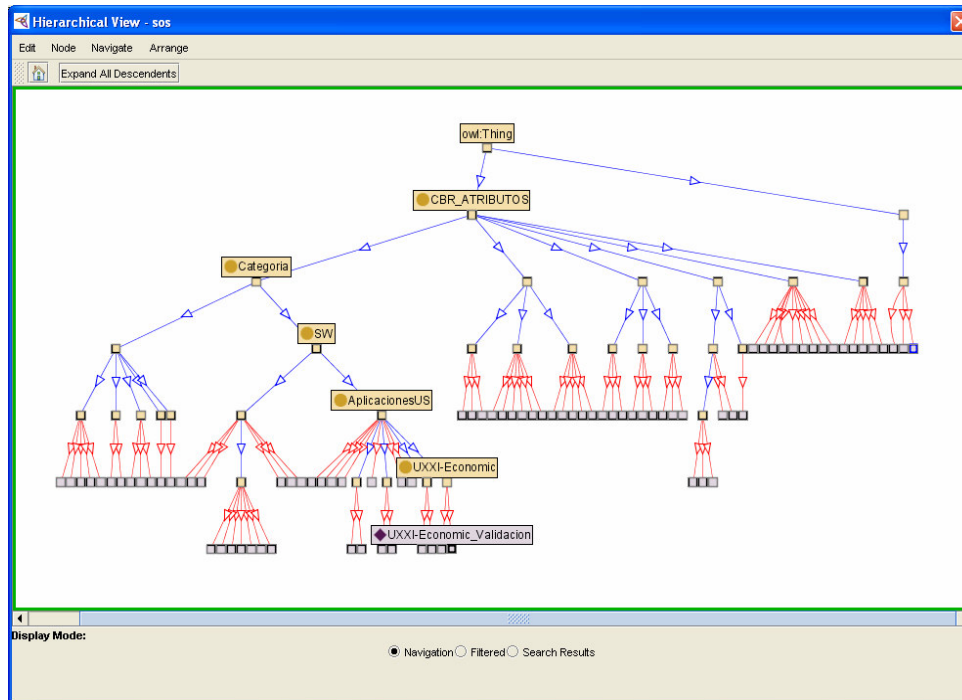 Hierarchical View - sos
Edit Node Navigate Arrange
Expand All Descendents
owl:Thing
CBR_ATRIBUTOS
Categoria
SW
AplicacionesUS
UXXI-Economic
UXXI-Economic_Validacion
Display Mode:
Navigation Filtered Search Results